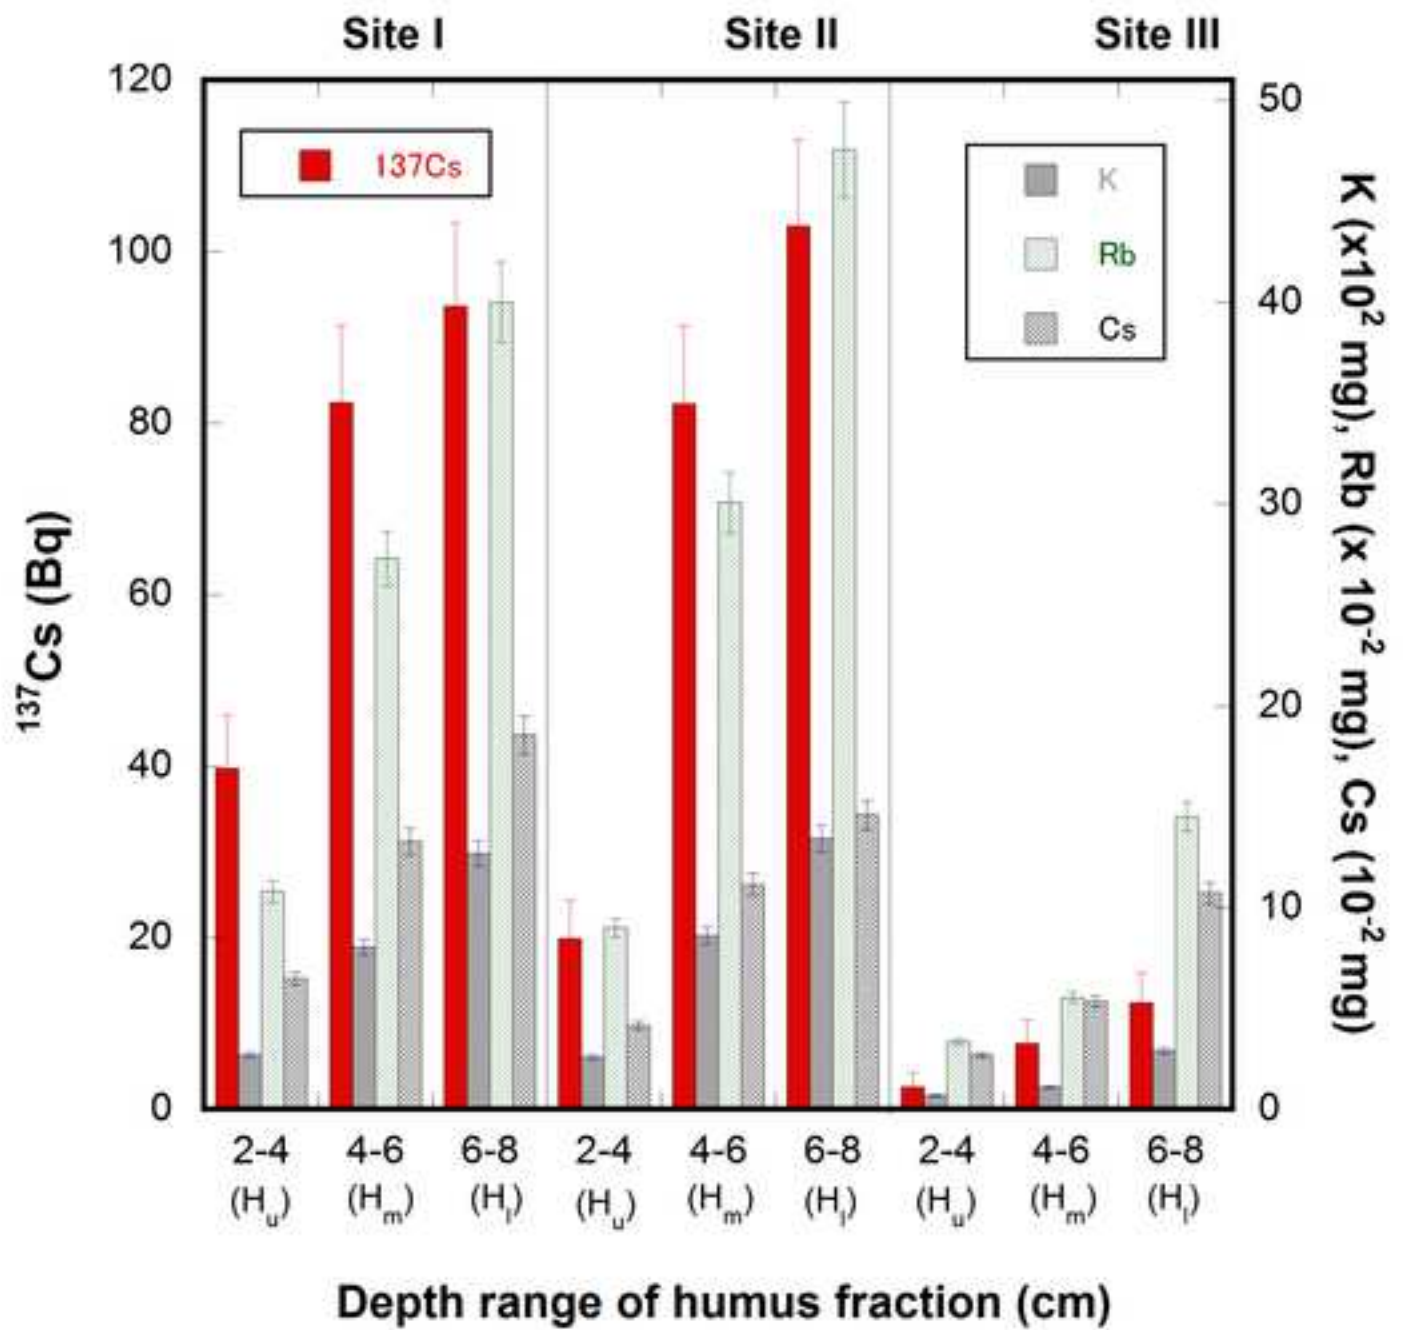 Site I Site II Site III
120
100
80
60
40
20
0
137Cs
K
Rb
Cs
50
40
30
20
10
0
¹³⁷Cs (Bq)
K (x10² mg), Rb (x 10⁻² mg), Cs (10⁻² mg)
2-4 4-6 6-8 2-4 4-6 6-8 2-4 4-6 6-8
(Hᵤ) (Hₘ) (Hₗ) (Hᵤ) (Hₘ) (Hₗ) (Hᵤ) (Hₘ) (Hₗ)
Depth range of humus fraction (cm)